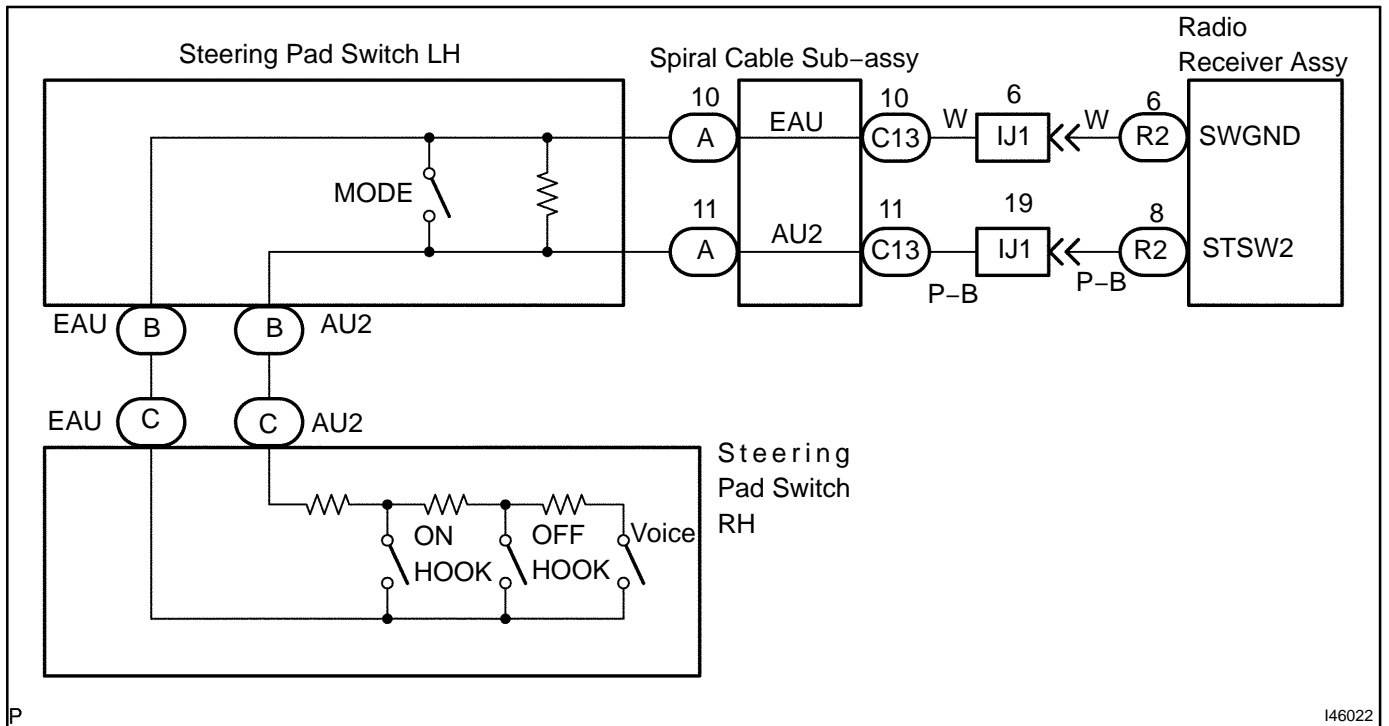 Steering Pad Switch LH
Spiral Cable Sub−assy
Radio
Receiver Assy
10
10
6
6
A
EAU
C13
W
IJ1
W
R2
SWGND
MODE
11
11
19
8
A
AU2
C13
IJ1
R2
STSW2
P−B
P−B
EAU
B
B
AU2
EAU
C
C
AU2
Steering
Pad Switch
RH
ON
HOOK
OFF
HOOK
Voice
P
I46022